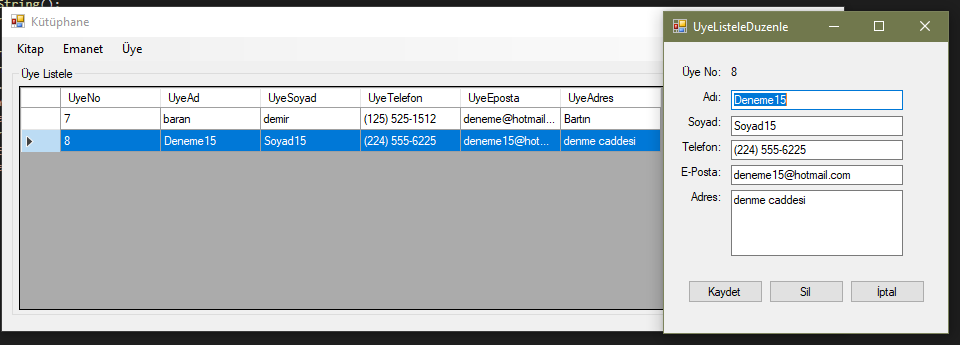 String();
Kütüphane
Kitap Emanet Üye
Üye Listele
UyeNo UyeAd UyeSoyad UyeTelefon UyeEposta UyeAdres
7 baran demir (125) 525-1512 deneme@hotmail... Bartın
8 Deneme15 Soyad15 (224) 555-6225 deneme15@hot... denme caddesi
UyeListeleDuzenle
Üye No: 8
Adı: Deneme15
Soyad: Soyad15
Telefon: (224) 555-6225
E-Posta: deneme15@hotmail.com
Adres: denme caddesi
Kaydet Sil İptal